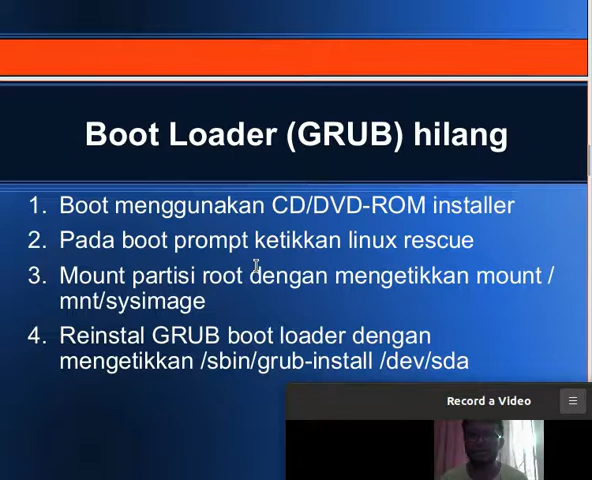 Boot Loader (GRUB) hilang
1. Boot menggunakan CD/DVD-ROM installer
2. Pada boot prompt ketikkan linux rescue
3. Mount partisi root dengan mengetikkan mount /
mnt/sysimage
4. Reinstal GRUB boot loader dengan
mengetikkan /sbin/grub-install /dev/sda
Record a Video